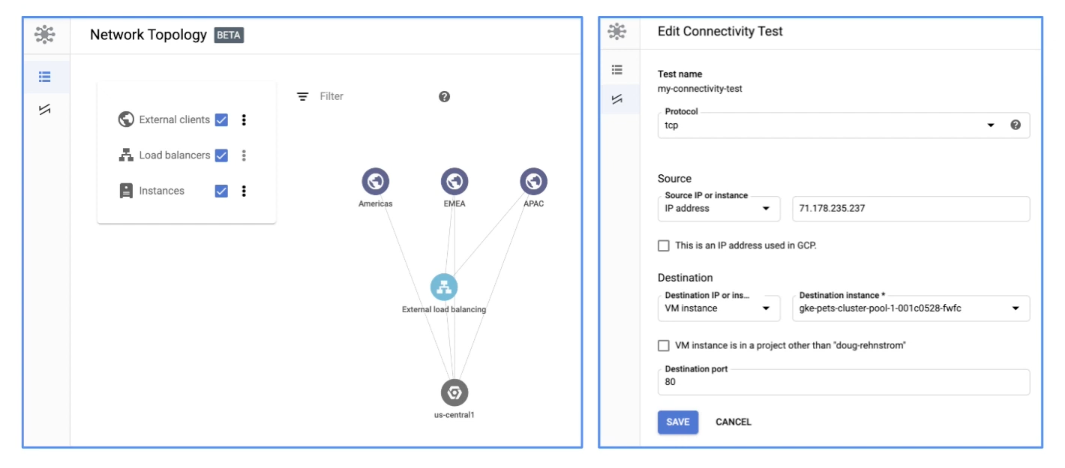 Network Topology BETA
Filter
External clients
Load balancers
Instances
Americas
EMEA
APAC
External load balancing
us-central1
Edit Connectivity Test
Test name
my-connectivity-test
Protocol
tcp
Source
Source IP or instance
IP address
71.178.235.237
This is an IP address used in GCP.
Destination
Destination IP or ins...
VM instance
Destination instance *
gke-pets-cluster-pool-1-001c0528-fwfc
VM instance is in a project other than "doug-rehnstrom"
Destination port
80
SAVE CANCEL